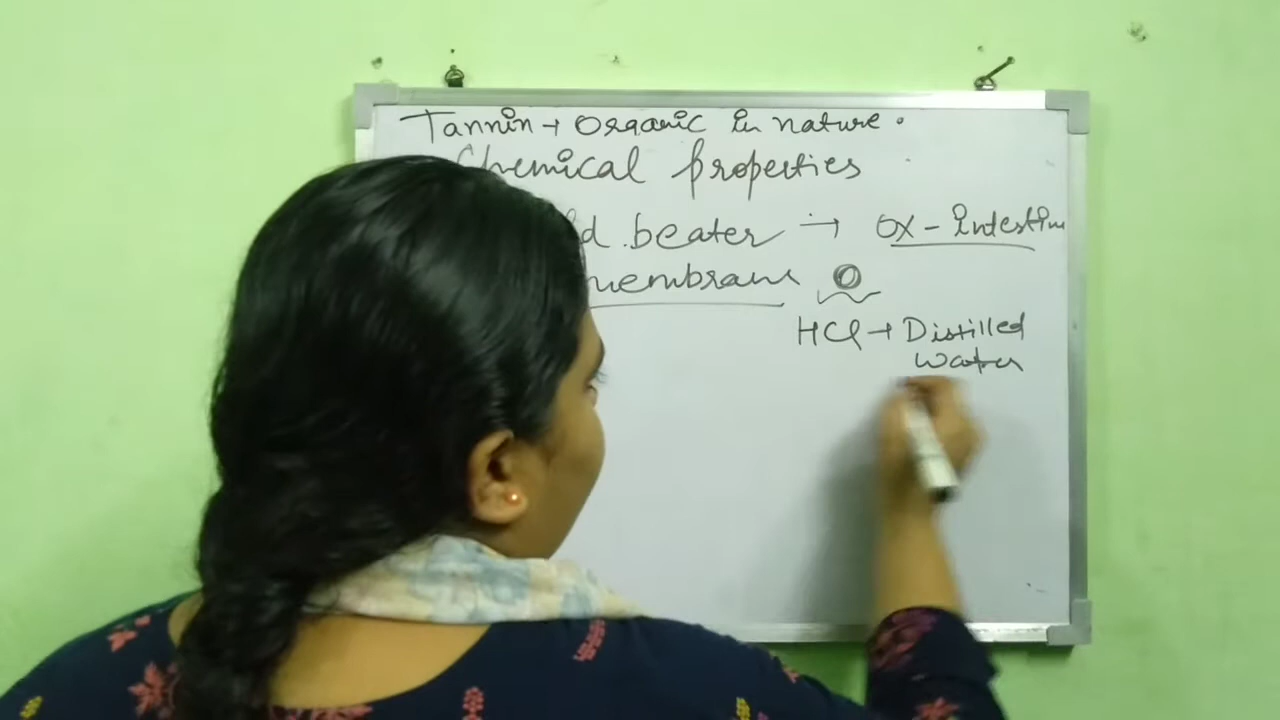 Tannin → Organic in nature.
Chemical properties
d beater → Ox - intestin
membrane
HCl → Distilled
water